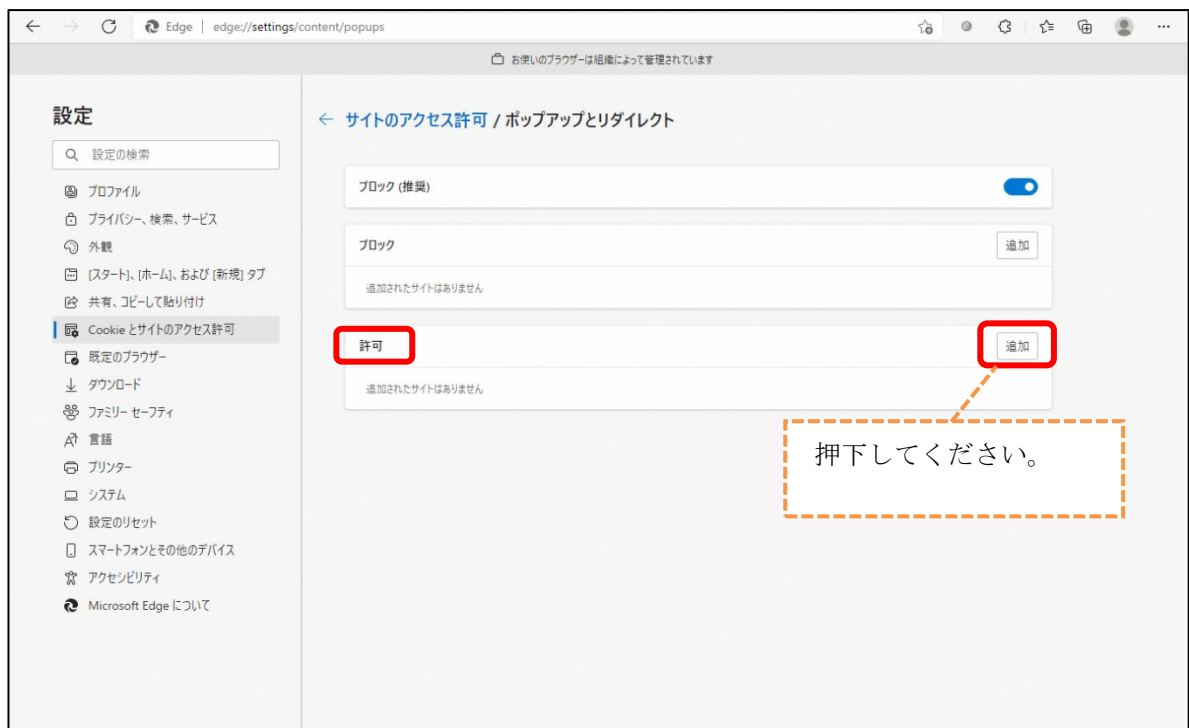 Edge | edge://settings/content/popups
お使いのブラウザーは組織によって管理されています
設定
設定の検索
プロファイル
プライバシー、検索、サービス
外観
[スタート]、[ホーム]、および [新規] タブ
共有、コピーして貼り付け
Cookie とサイトのアクセス許可
既定のブラウザー
ダウンロード
ファミリー セーフティ
言語
プリンター
システム
設定のリセット
スマートフォンとその他のデバイス
アクセシビリティ
Microsoft Edge について
サイトのアクセス許可 / ポップアップとリダイレクト
ブロック (推奨)
ブロック
追加
追加されたサイトはありません
許可
追加
追加されたサイトはありません
押下してください。